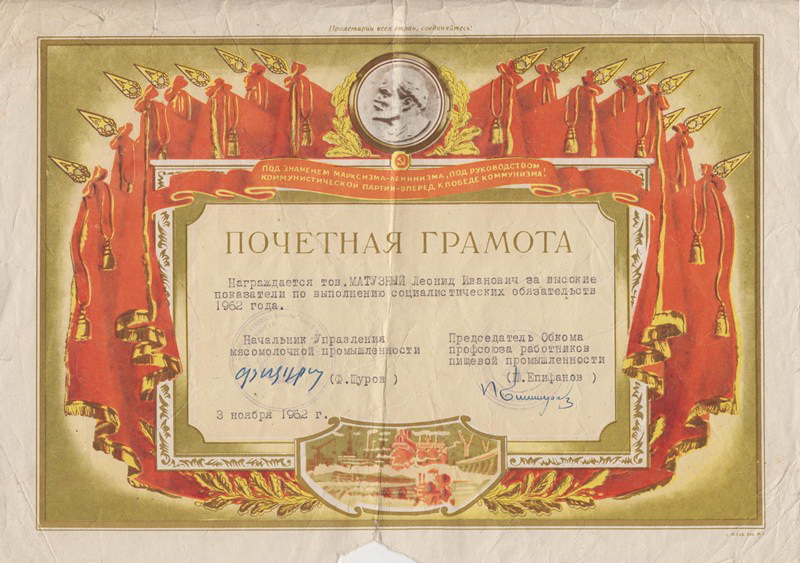 Пролетарии всех стран, соединяйтесь!
ПОД ЗНАМЕНЕМ МАРКСИЗМА-ЛЕНИНИЗМА, ПОД РУКОВОДСТВОМ
КОММУНИСТИЧЕСКОЙ ПАРТИИ-ВПЕРЕД К ПОБЕДЕ КОММУНИЗМА!
ПОЧЕТНАЯ ГРАМОТА
Награждается тов. МАТУЗНЫЙ Леонид Иванович за высокие
показатели по выполнению социалистических обязательств
1962 года.
Начальник Управления
мясомолочной промышленности
(Ф.Щуров )
Председатель Обкома
профсоюза работников
пищевой промышленности
(П.Епифанов )
3 ноября 1962 г.